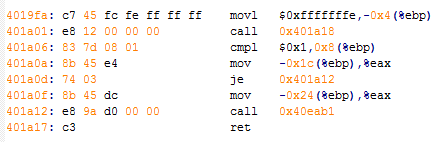 4019fa: c7 45 fc fe ff ff ff movl $0xfffffffe,-0x4(%ebp)
401a01: e8 12 00 00 00 call 0x401a18
401a06: 83 7d 08 01 cmpl $0x1,0x8(%ebp)
401a0a: 8b 45 e4 mov -0x1c(%ebp),%eax
401a0d: 74 03 je 0x401a12
401a0f: 8b 45 dc mov -0x24(%ebp),%eax
401a12: e8 9a d0 00 00 call 0x40eab1
401a17: c3 ret